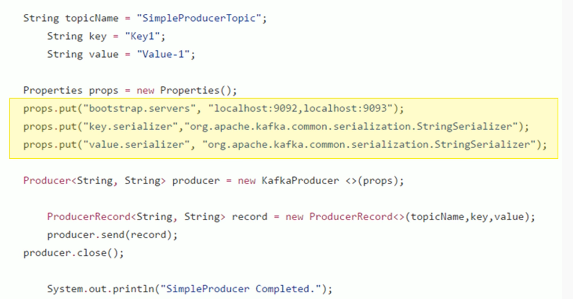 String topicName = "SimpleProducerTopic";
String key = "Key1";
String value = "Value-1";
Properties props = new Properties();
props.put("bootstrap.servers", "localhost:9092,localhost:9093");
props.put("key.serializer","org.apache.kafka.common.serialization.StringSerializer");
props.put("value.serializer", "org.apache.kafka.common.serialization.StringSerializer");
Producer<String, String> producer = new KafkaProducer <>(props);
ProducerRecord<String, String> record = new ProducerRecord<>(topicName,key,value);
producer.send(record);
producer.close();
System.out.println("SimpleProducer Completed.");